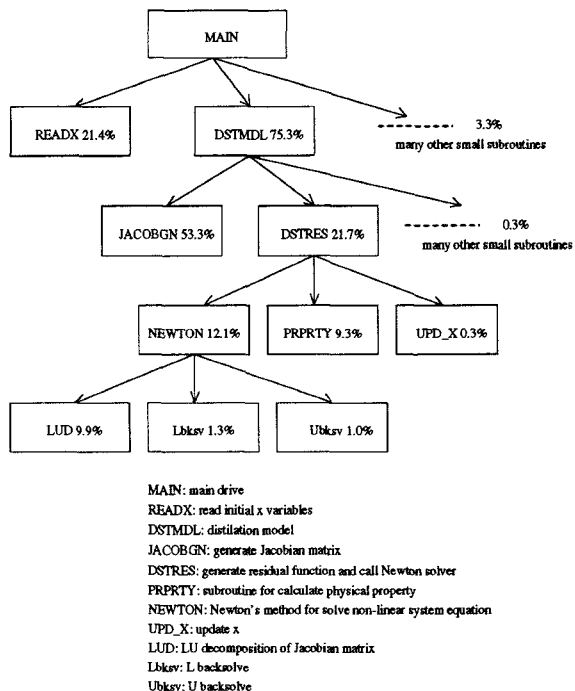 MAIN
READX 21.4%
DSTMDL 75.3%
3.3%
many other small subroutines
JACOBGN 53.3%
DSTRES 21.7%
0.3%
many other small subroutines
NEWTON 12.1%
PRPRTY 9.3%
UPD_X 0.3%
LUD 9.9%
Lbksv 1.3%
Ubksv 1.0%
MAIN: main drive
READX: read initial x variables
DSTMDL: distilation model
JACOBGN: generate Jacobian matrix
DSTRES: generate residual function and call Newton solver
PRPRTY: subroutine for calculate physical property
NEWTON: Newton's method for solve non-linear system equation
UPD_X: update x
LUD: LU decomposition of Jacobian matrix
Lbksv: L backsolve
Ubksv: U backsolve